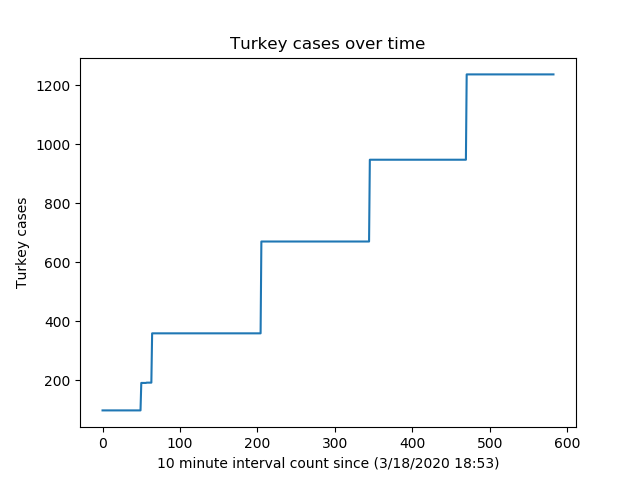 Turkey cases over time
1200
1000
800
600
400
200
Turkey cases
0 100 200 300 400 500 600
10 minute interval count since (3/18/2020 18:53)